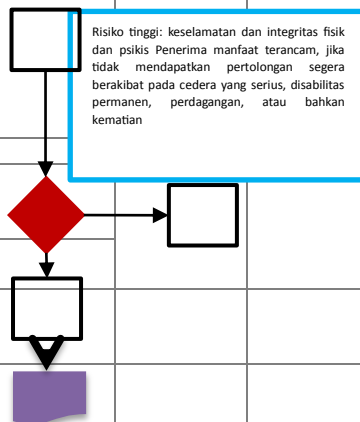 Risiko tinggi: keselamatan dan integritas fisik
dan psikis Penerima manfaat terancam, jika
tidak mendapatkan pertolongan segera
berakibat pada cedera yang serius, disabilitas
permanen, perdagangan, atau bahkan
kematian